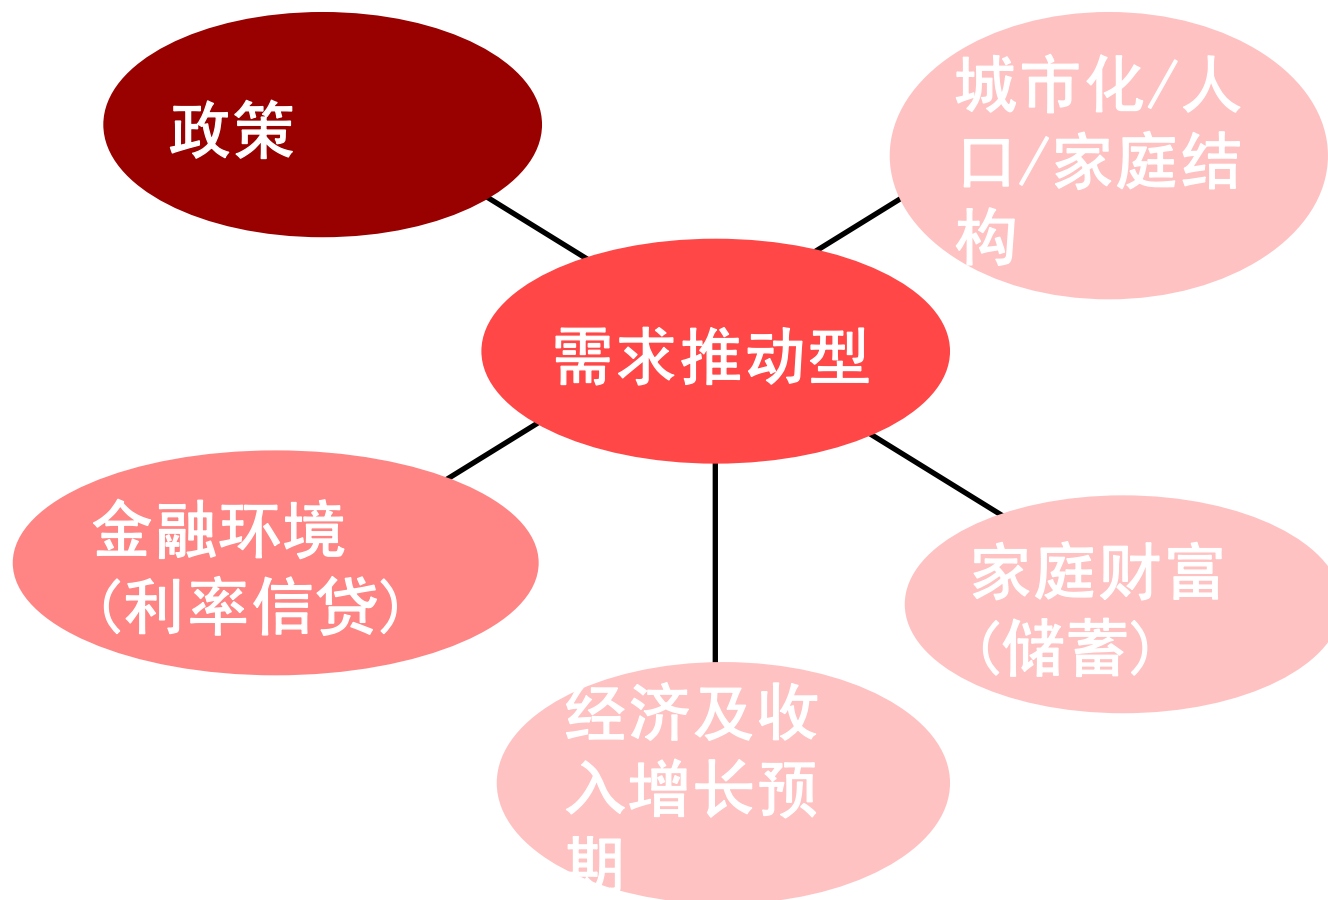 政策
城市化/人
口/家庭结
构
需求推动型
金融环境
(利率信贷)
家庭财富
(储蓄)
经济及收
入增长预
期